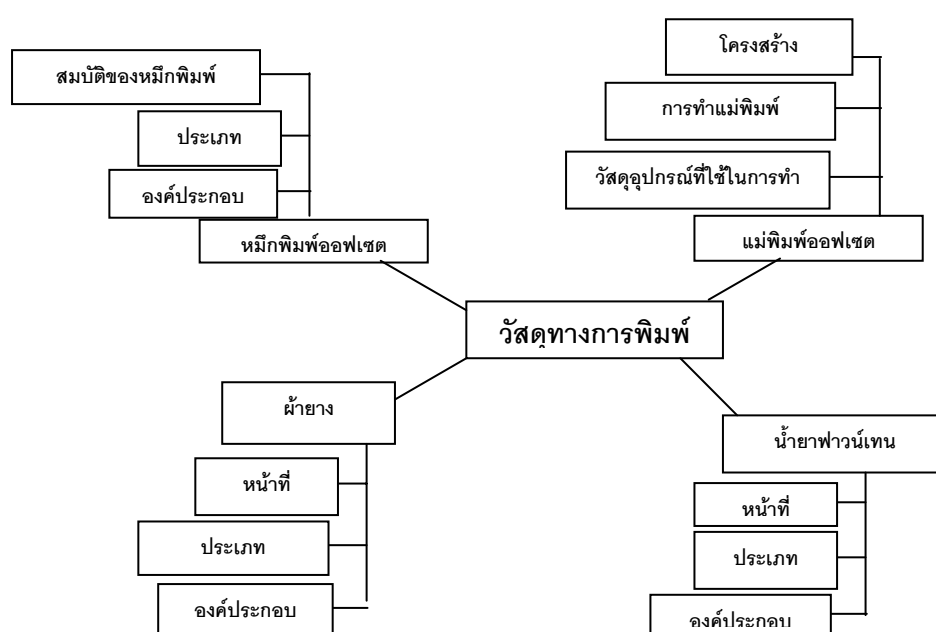 โครงสร้าง
สมบัติของหมึกพิมพ์
การทำแม่พิมพ์
ประเภท
วัสดุอุปกรณ์ที่ใช้ในการทำ
องค์ประกอบ
หมึกพิมพ์ออฟเซต
แม่พิมพ์ออฟเซต
วัสดุทางการพิมพ์
ผ้ายาง
น้ำยาฟาวน์เทน
หน้าที่
หน้าที่
ประเภท
ประเภท
องค์ประกอบ
องค์ประกอบ